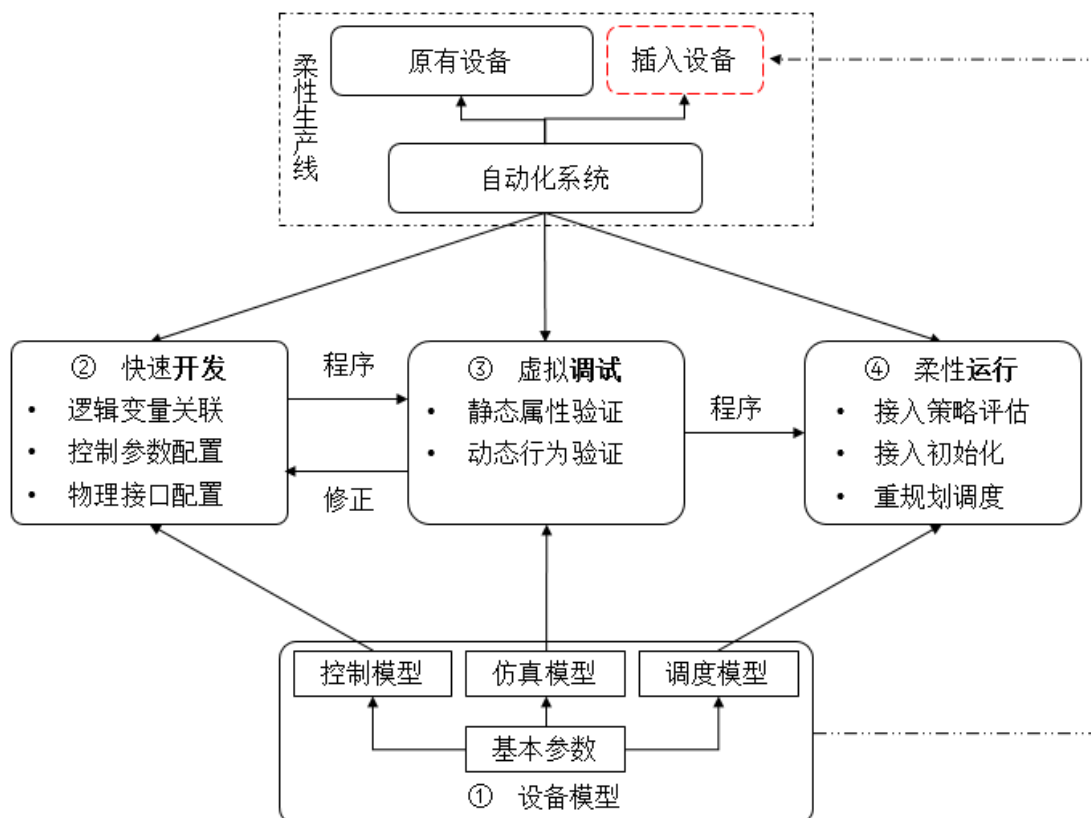 柔性生产线
原有设备
插入设备
自动化系统
② 快速开发
• 逻辑变量关联
• 控制参数配置
• 物理接口配置
程序
修正
③ 虚拟调试
• 静态属性验证
• 动态行为验证
程序
④ 柔性运行
• 接入策略评估
• 接入初始化
• 重规划调度
控制模型
仿真模型
调度模型
基本参数
① 设备模型